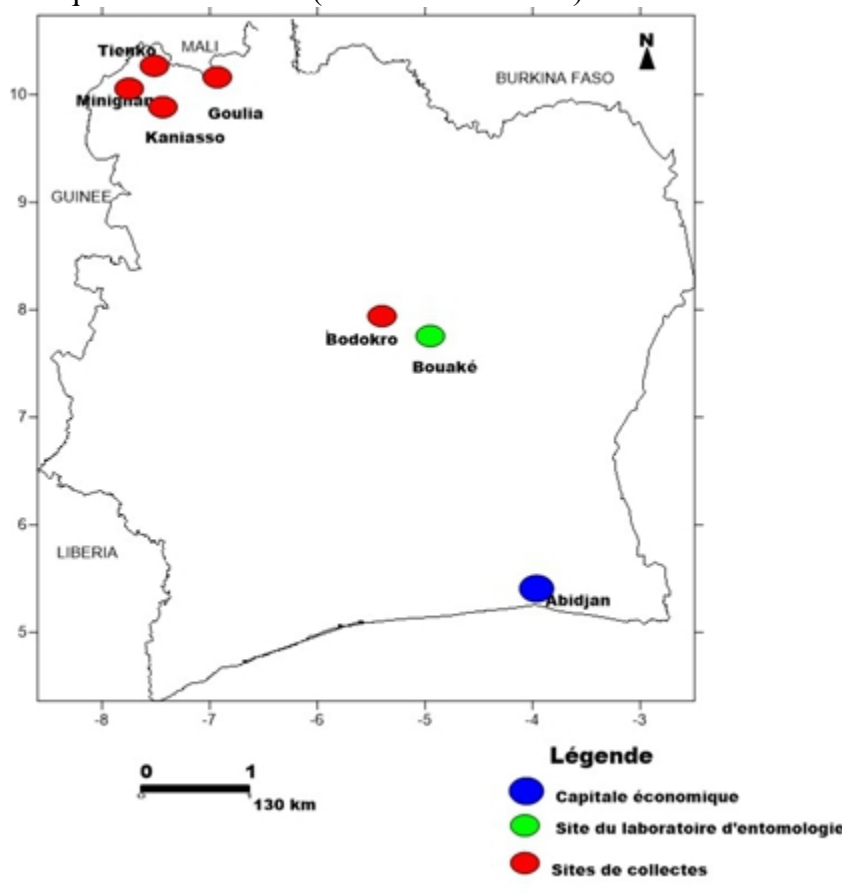 Tienko
MALI
N
BURKINA FASO
10
Minignan
Goulia
Kaniasso
9
GUINEE
8
Bodokro
Bouaké
7
6
LIBERIA
Abidjan
5
-8 -7 -6 -5 -4 -3
Légende
0 1
130 km
Capitale économique
Site du laboratoire d'entomologie
Sites de collectes